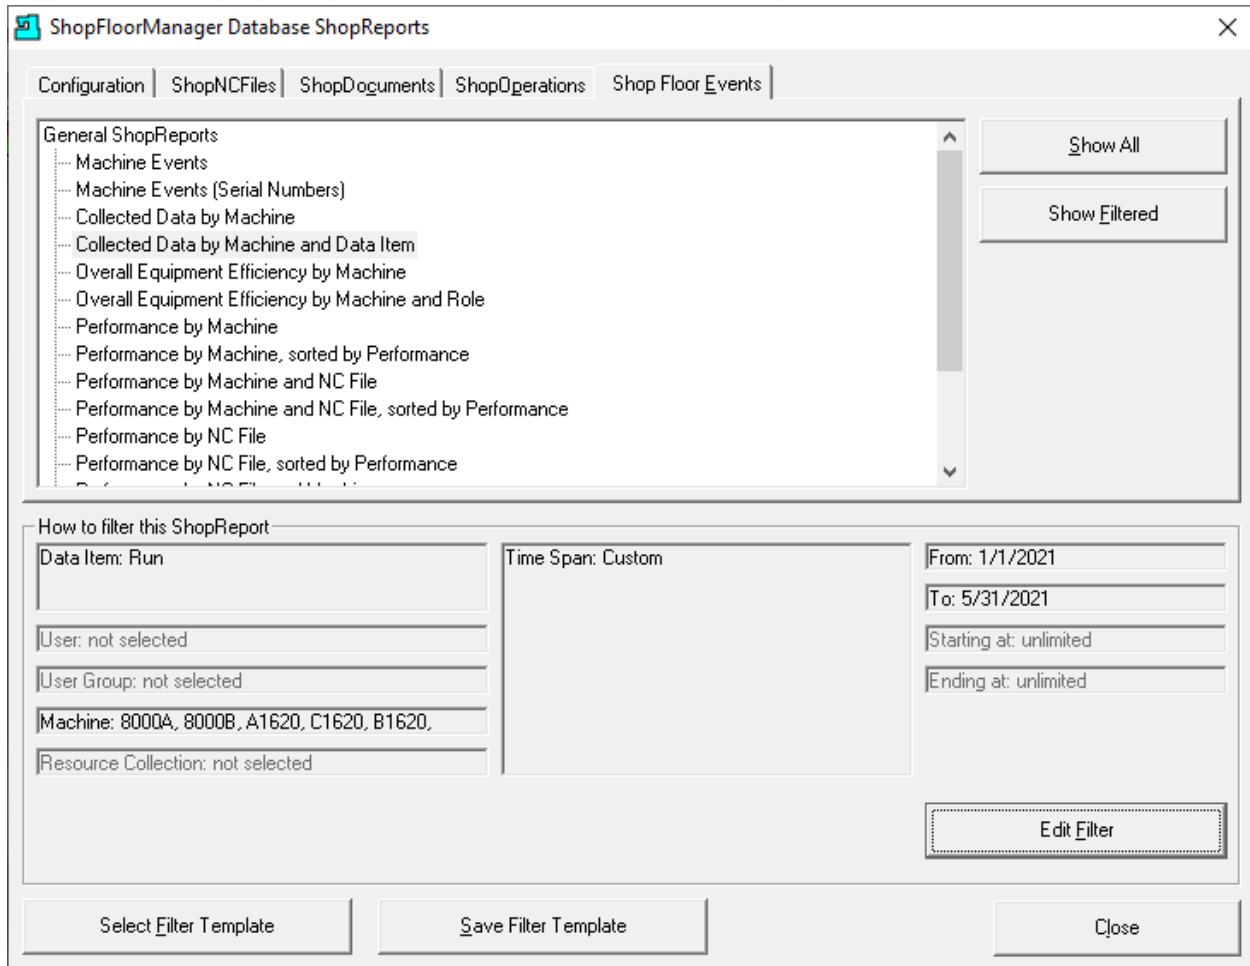 ShopFloorManager Database ShopReports
Configuration
ShopNCFiles
ShopDocuments
ShopOperations
Shop Floor Events
General ShopReports
Machine Events
Machine Events (Serial Numbers)
Collected Data by Machine
Collected Data by Machine and Data Item
Overall Equipment Efficiency by Machine
Overall Equipment Efficiency by Machine and Role
Performance by Machine
Performance by Machine, sorted by Performance
Performance by Machine and NC File
Performance by Machine and NC File, sorted by Performance
Performance by NC File
Performance by NC File, sorted by Performance
Show All
Show Filtered
How to filter this ShopReport
Data Item: Run
User: not selected
User Group: not selected
Machine: 8000A, 8000B, A1620, C1620, B1620,
Resource Collection: not selected
Time Span: Custom
From: 1/1/2021
To: 5/31/2021
Starting at: unlimited
Ending at: unlimited
Edit Filter
Select Filter Template
Save Filter Template
Close